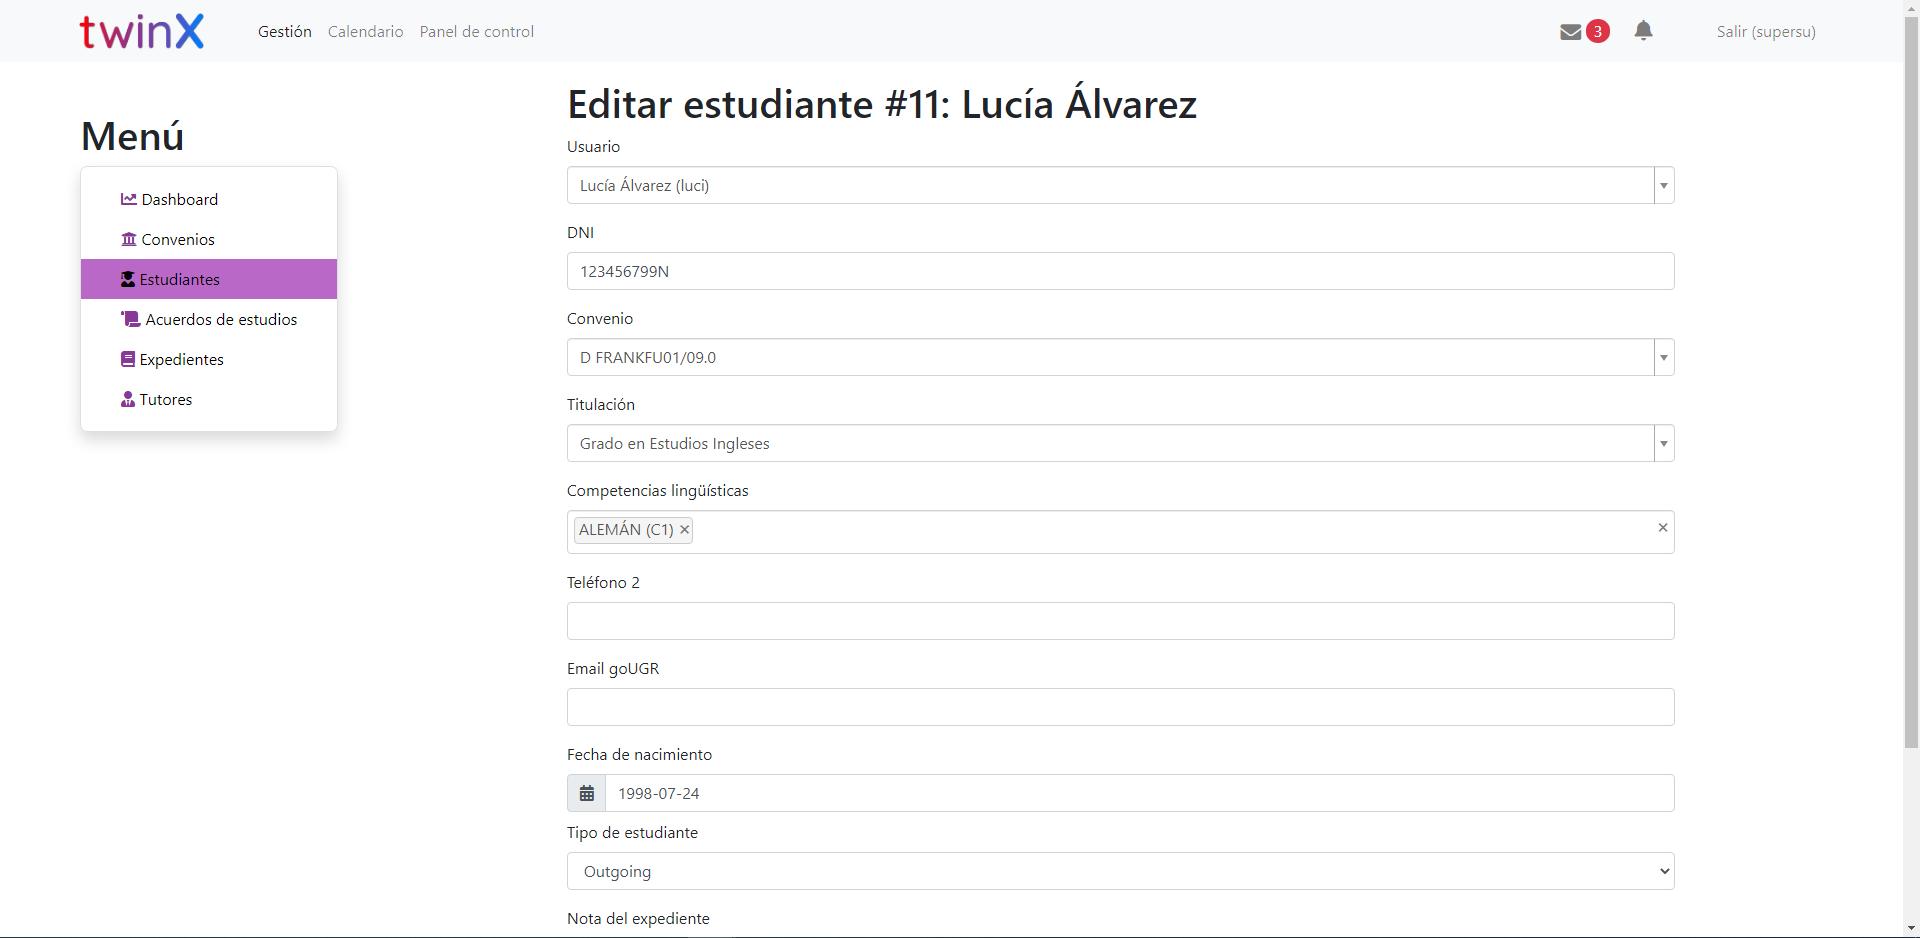 twinX
Gestión Calendario Panel de control
3
Salir (supersu)
Menú
Dashboard
Convenios
Estudiantes
Acuerdos de estudios
Expedientes
Tutores
Editar estudiante #11: Lucía Álvarez
Usuario
Lucía Álvarez (luci)
DNI
123456799N
Convenio
D FRANKFU01/09.0
Titulación
Grado en Estudios Ingleses
Competencias lingüísticas
ALEMÁN (C1) ×
×
Teléfono 2
Email goUGR
Fecha de nacimiento
1998-07-24
Tipo de estudiante
Outgoing
Nota del expediente